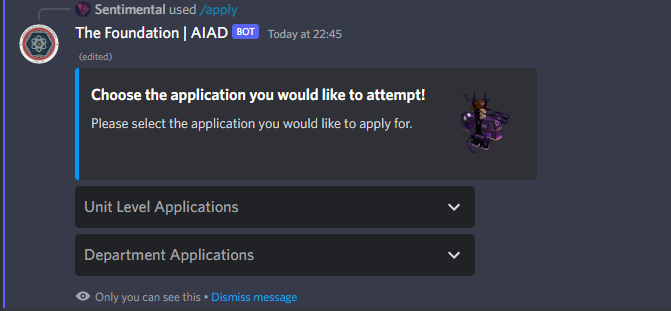 Sentimental used /apply
The Foundation | AIAD BOT Today at 22:45
(edited)
Choose the application you would like to attempt!
Please select the application you would like to apply for.
Unit Level Applications
Department Applications
Only you can see this • Dismiss message